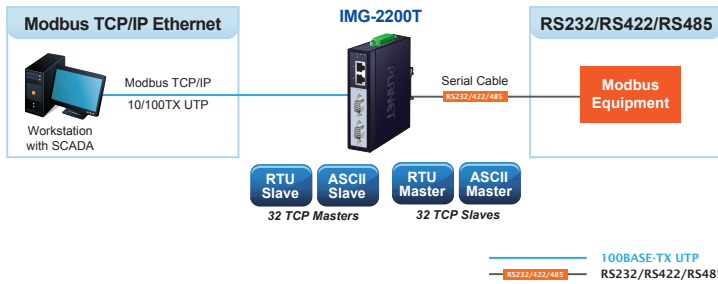 Modbus TCP/IP Ethernet
IMG-2200T
RS232/RS422/RS485
Modbus TCP/IP
10/100TX UTP
Workstation
with SCADA
PLANET
Serial Cable
RS232/422/485
Modbus
Equipment
RTU
Slave
ASCII
Slave
RTU
Master
ASCII
Master
32 TCP Masters
32 TCP Slaves
100BASE-TX UTP
RS232/422/485
RS232/RS422/RS485